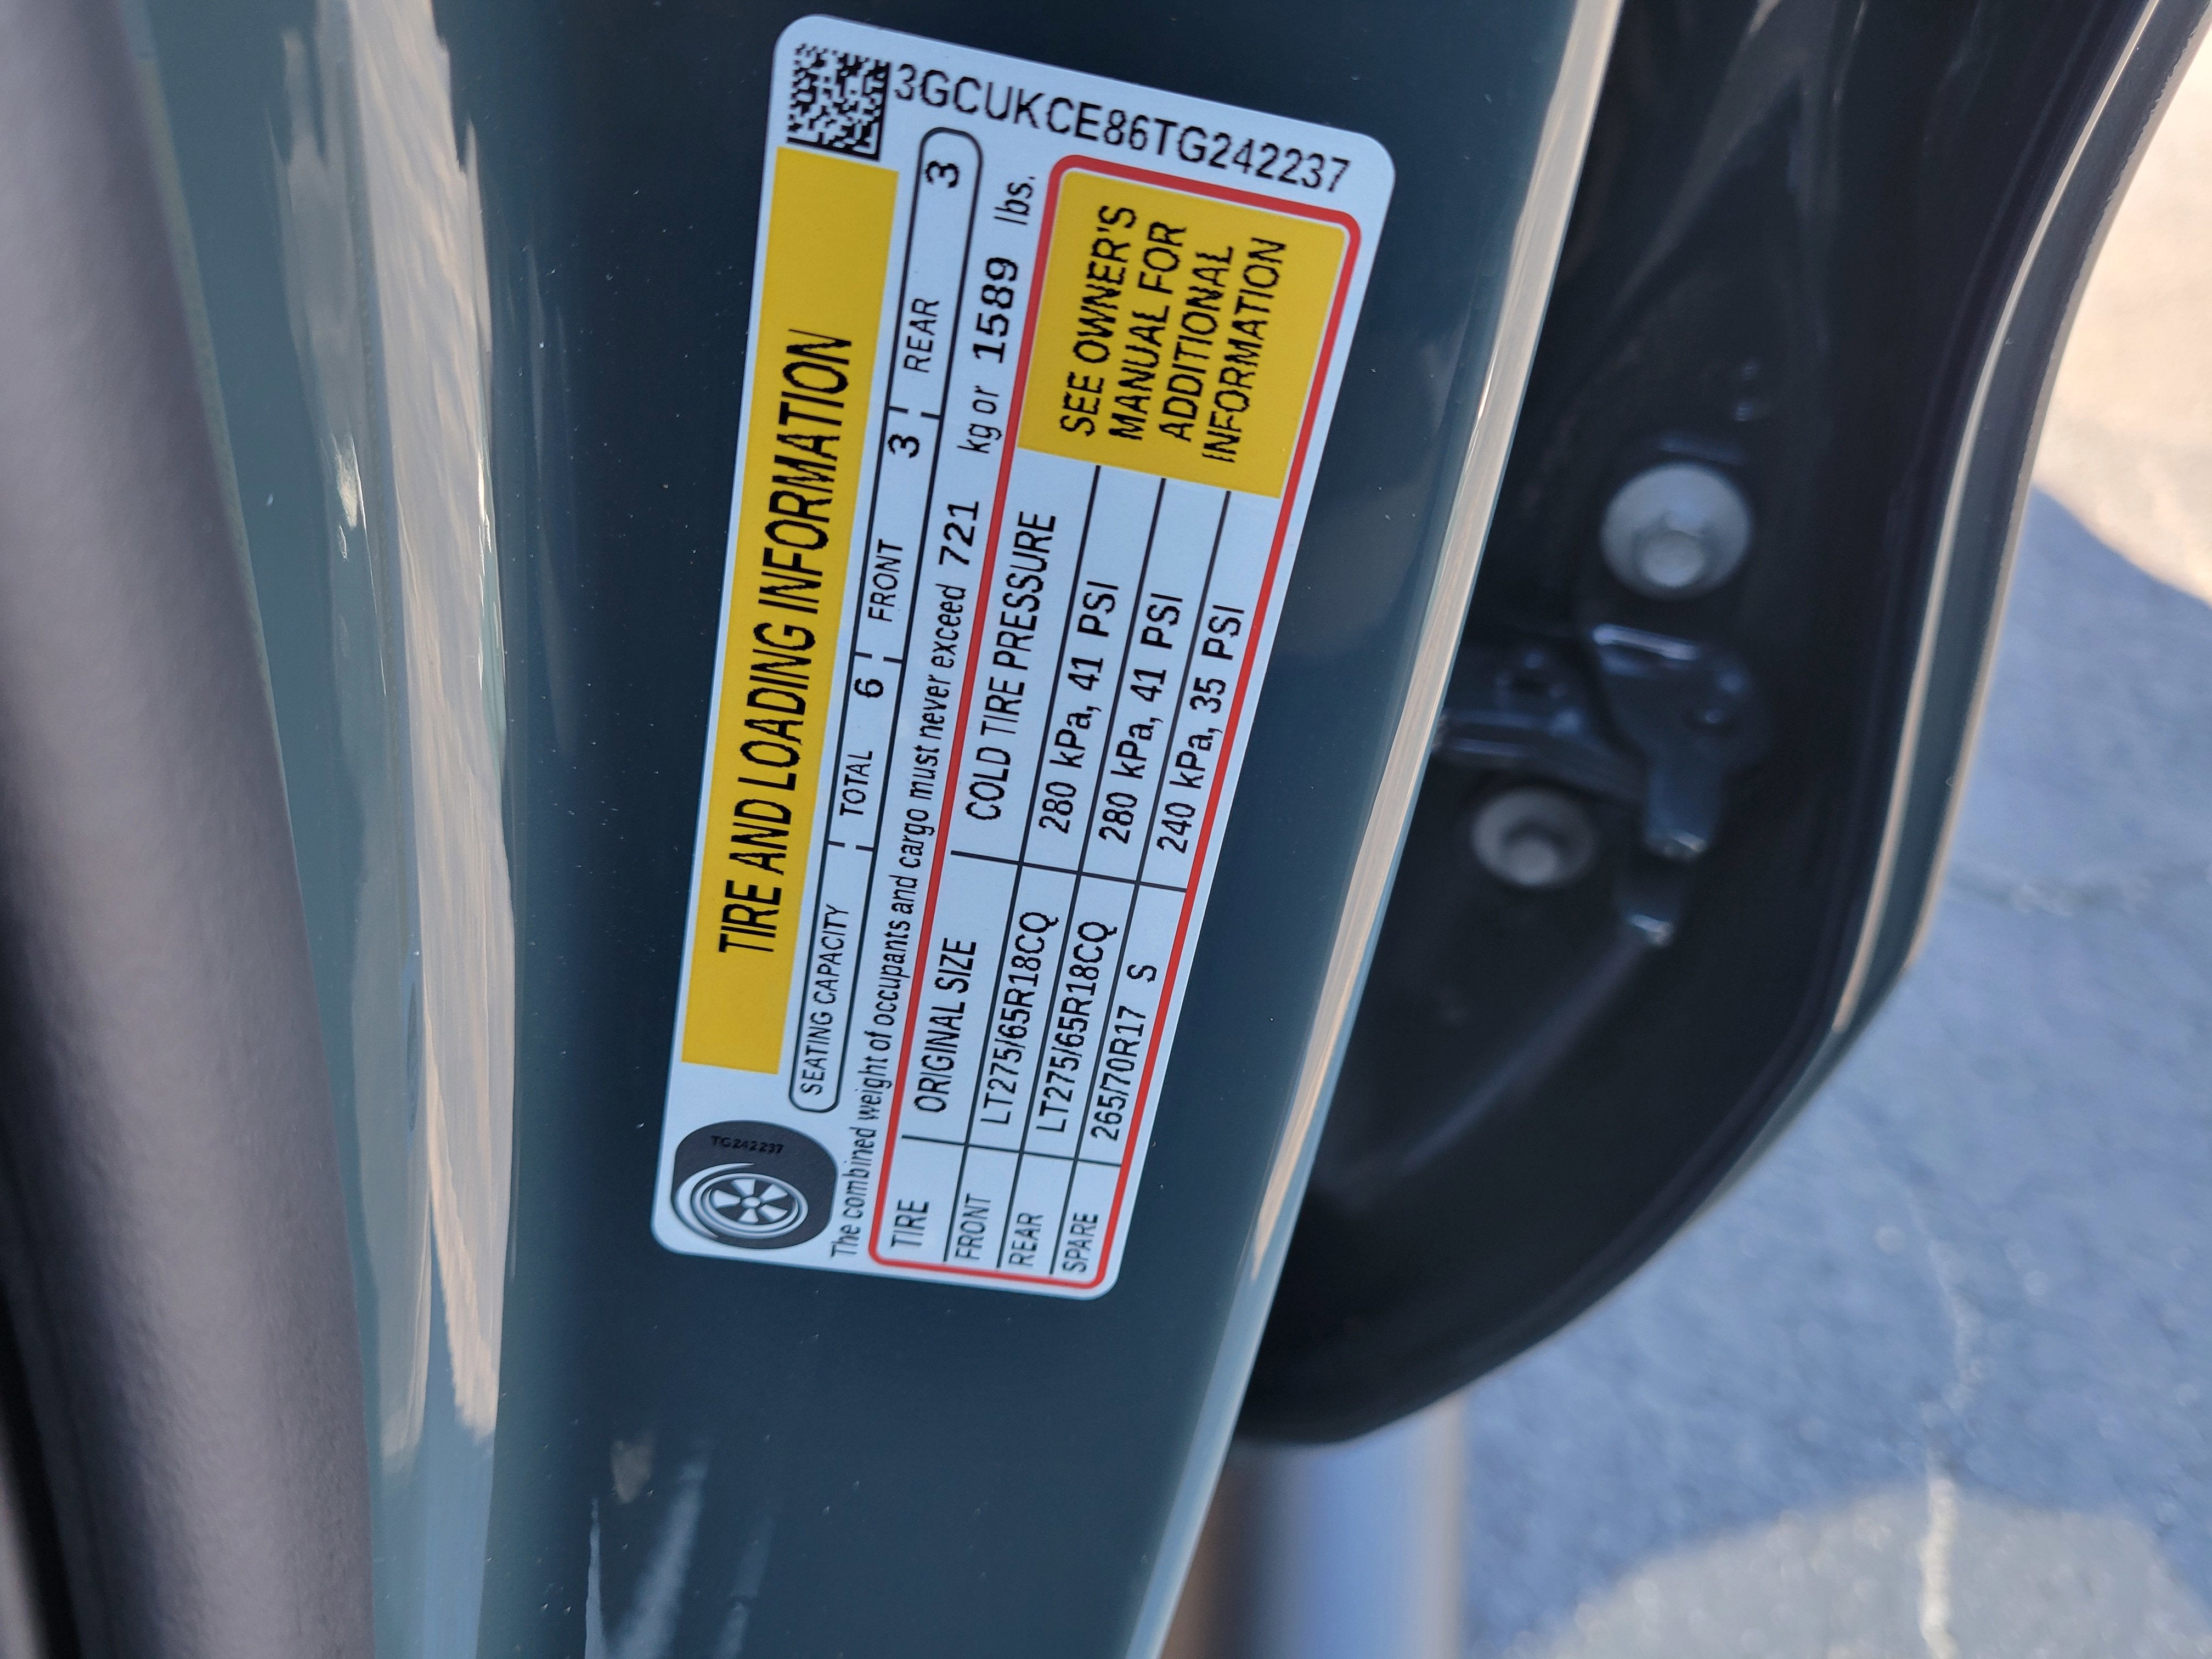 3GCUKCE86TG242237
TIRE AND LOADING INFORMATION
SEATING CAPACITY TOTAL 6 FRONT 3 REAR 3
The combined weight of occupants and cargo must never exceed 721 kg or 1589 lbs.
TIRE ORIGINAL SIZE COLD TIRE PRESSURE
FRONT LT275/65R18CQ 280 kPa, 41 PSI
REAR LT275/65R18CQ 280 kPa, 41 PSI
SPARE 265/70R17 S 240 kPa, 35 PSI
SEE OWNER'S
MANUAL FOR
ADDITIONAL
INFORMATION
TG242237